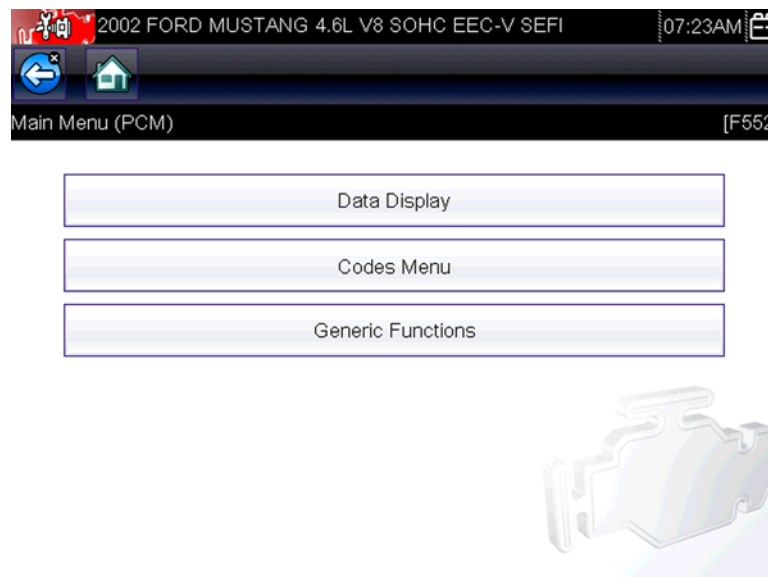 2002 FORD MUSTANG 4.6L V8 SOHC EEC-V SEFI 07:23AM
Main Menu (PCM) [F552
Data Display
Codes Menu
Generic Functions